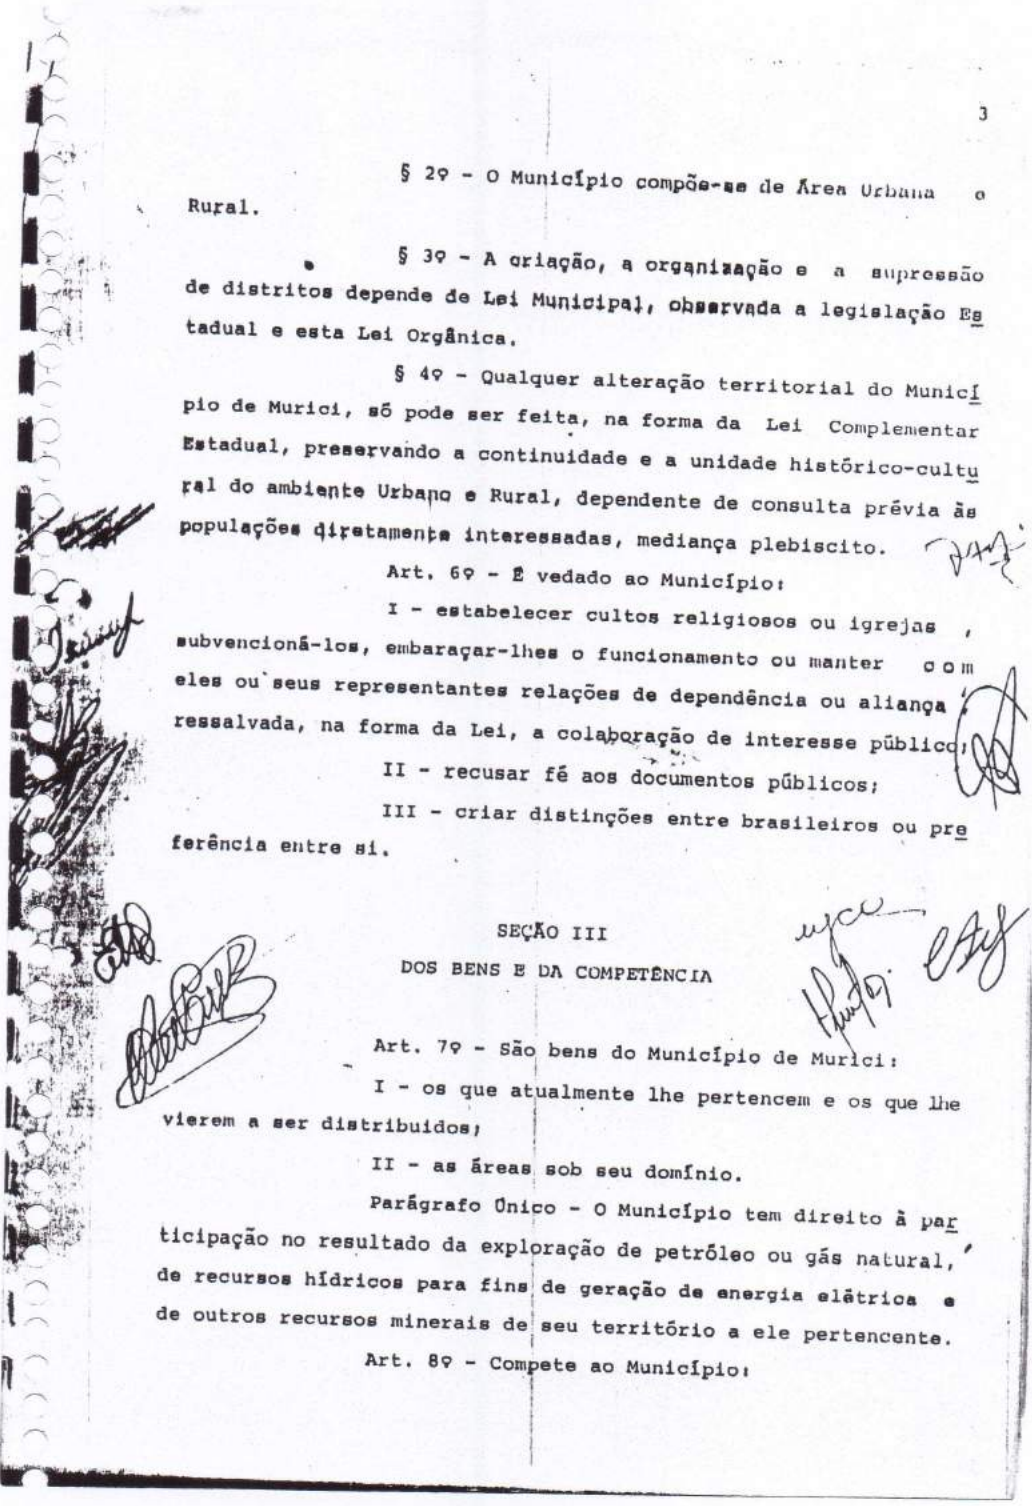 3
§ 2º - O Município compõe-se de Área Urbana e
Rural.
§ 3º - A criação, a organização e a supressão
de distritos depende de Lei Municipal, observada a legislação Es
tadual e esta Lei Orgânica.
§ 4º - Qualquer alteração territorial do Municí
pio de Murici, só pode ser feita, na forma da Lei Complementar
Estadual, preservando a continuidade e a unidade histórico-cultu
ral do ambiente Urbano e Rural, dependente de consulta prévia às
populações diretamente interessadas, mediança plebiscito.
Art. 6º - É vedado ao Município:
I - estabelecer cultos religiosos ou igrejas ,
subvencioná-los, embaraçar-lhes o funcionamento ou manter com
eles ou seus representantes relações de dependência ou aliança ,
ressalvada, na forma da Lei, a colaboração de interesse público;
II - recusar fé aos documentos públicos;
III - criar distinções entre brasileiros ou pre
ferência entre si.
SEÇÃO III
DOS BENS E DA COMPETÊNCIA
Art. 7º - São bens do Município de Murici:
I - os que atualmente lhe pertencem e os que lhe
vierem a ser distribuidos;
II - as áreas sob seu domínio.
Parágrafo Único - O Município tem direito à par
ticipação no resultado da exploração de petróleo ou gás natural,
de recursos hídricos para fins de geração de energia elétrica e
de outros recursos minerais de seu território a ele pertencente.
Art. 8º - Compete ao Município: